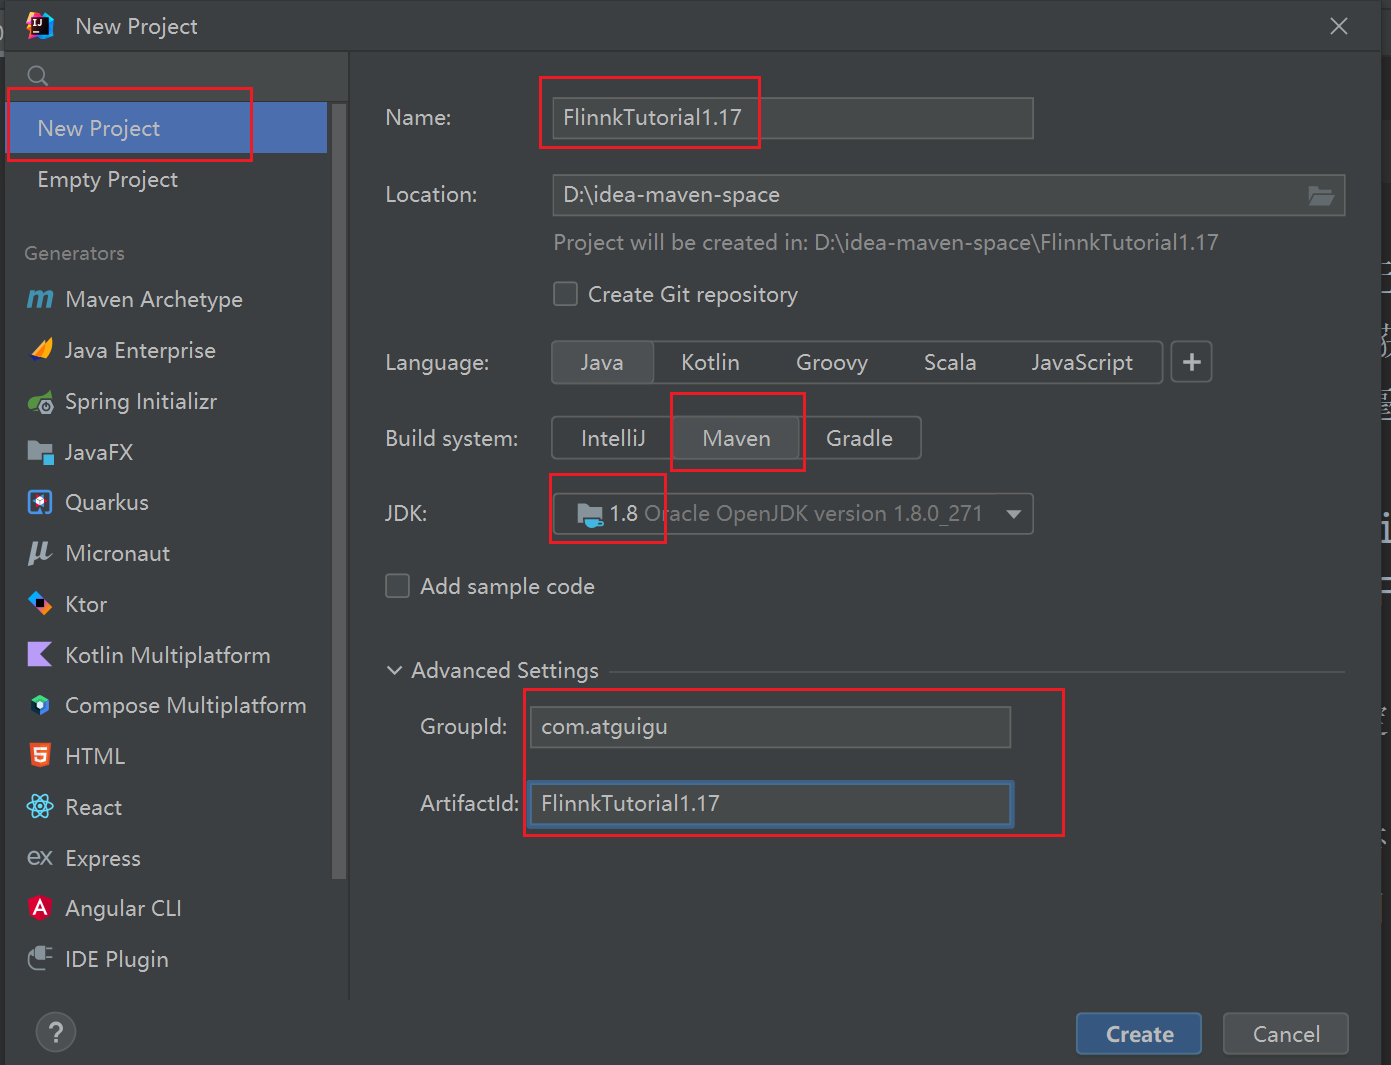 New Project
New Project
Empty Project
Generators
Maven Archetype
Java Enterprise
Spring Initializr
JavaFX
Quarkus
Micronaut
Ktor
Kotlin Multiplatform
Compose Multiplatform
HTML
React
Express
Angular CLI
IDE Plugin
Name: FlinnkTutorial1.17
Location: D:\idea-maven-space
Project will be created in: D:\idea-maven-space\FlinnkTutorial1.17
Create Git repository
Language: Java Kotlin Groovy Scala JavaScript +
Build system: IntelliJ Maven Gradle
JDK: 1.8 Oracle OpenJDK version 1.8.0_271
Add sample code
Advanced Settings
GroupId: com.atguigu
ArtifactId: FlinnkTutorial1.17
? Create Cancel